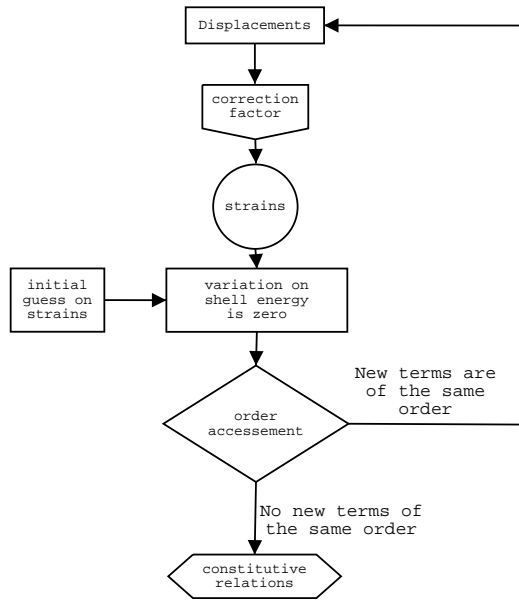 Displacements
correction
factor
strains
initial
guess on
strains
variation on
shell energy
is zero
New terms are
of the same
order
order
accessement
No new terms of
the same order
constitutive
relations